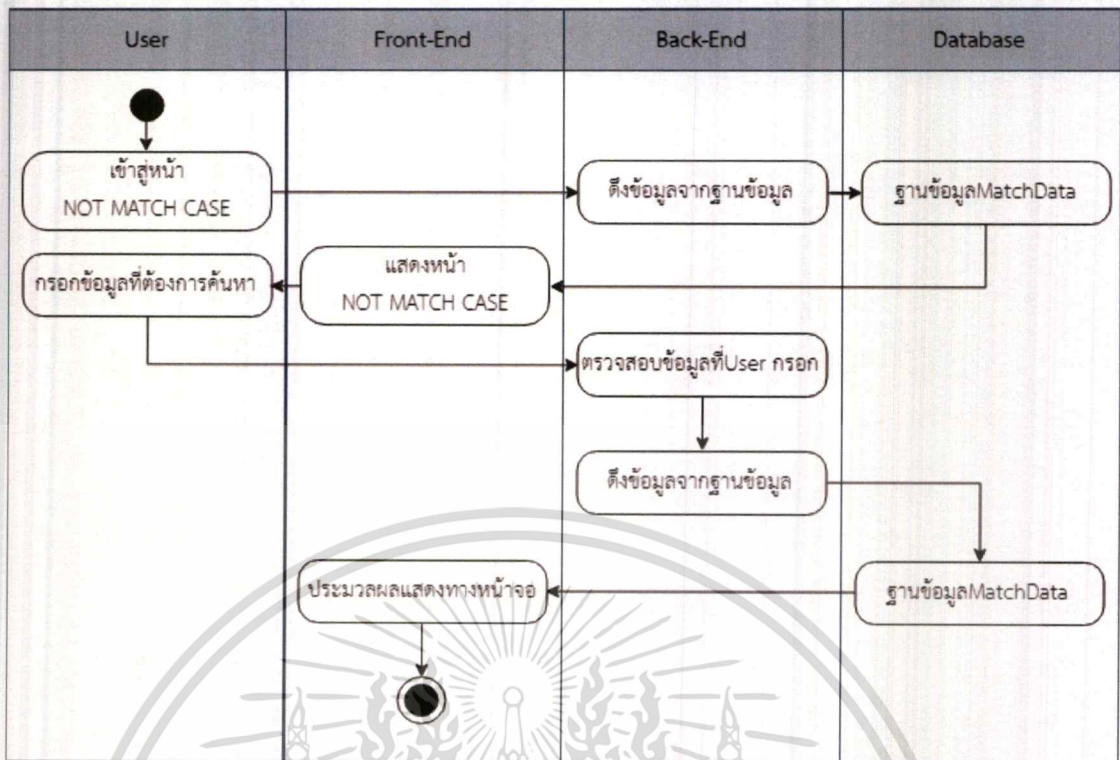 User
Front-End
Back-End
Database
เข้าสู่หน้า
NOT MATCH CASE
ดึงข้อมูลจากฐานข้อมูล
ฐานข้อมูลMatchData
แสดงหน้า
NOT MATCH CASE
กรอกข้อมูลที่ต้องการค้นหา
ตรวจสอบข้อมูลที่User กรอก
ดึงข้อมูลจากฐานข้อมูล
ฐานข้อมูลMatchData
ประมวลผลแสดงทางหน้าจอ